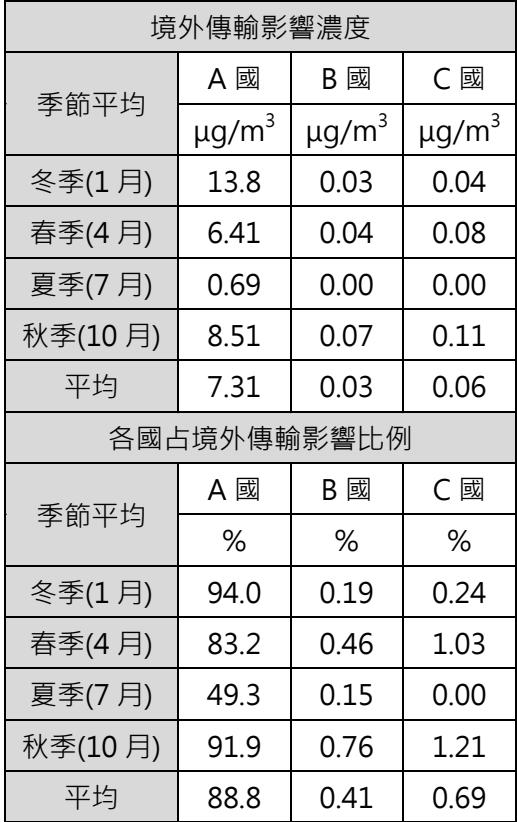 境外傳輸影響濃度
季節平均 A 國 B 國 C 國
μg/m³ μg/m³ μg/m³
冬季(1 月) 13.8 0.03 0.04
春季(4 月) 6.41 0.04 0.08
夏季(7 月) 0.69 0.00 0.00
秋季(10 月) 8.51 0.07 0.11
平均 7.31 0.03 0.06
各國占境外傳輸影響比例
季節平均 A 國 B 國 C 國
% % %
冬季(1 月) 94.0 0.19 0.24
春季(4 月) 83.2 0.46 1.03
夏季(7 月) 49.3 0.15 0.00
秋季(10 月) 91.9 0.76 1.21
平均 88.8 0.41 0.69